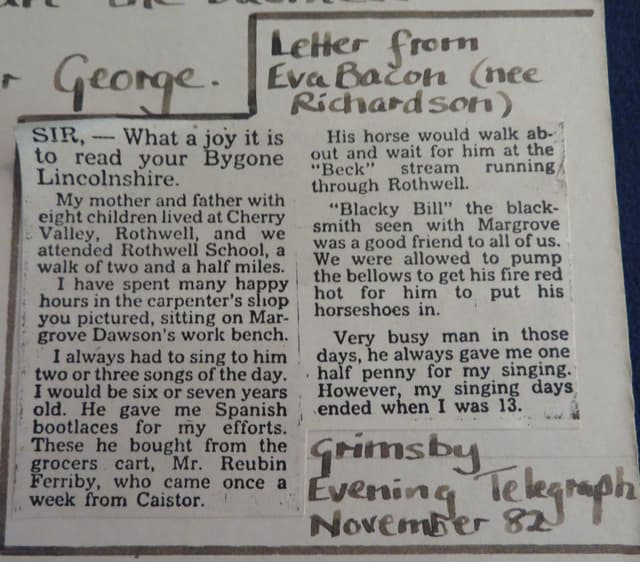 r George.
Letter from
Eva Bacon (nee
Richardson)
SIR, — What a joy it is
to read your Bygone
Lincolnshire.
My mother and father with
eight children lived at Cherry
Valley, Rothwell, and we
attended Rothwell School, a
walk of two and a half miles.
I have spent many happy
hours in the carpenter's shop
you pictured, sitting on Mar-
grove Dawson's work bench.
I always had to sing to him
two or three songs of the day.
I would be six or seven years
old. He gave me Spanish
bootlaces for my efforts.
These he bought from the
grocers cart, Mr. Reubin
Ferriby, who came once a
week from Caistor.
His horse would walk ab-
out and wait for him at the
"Beck" stream running
through Rothwell.
"Blacky Bill" the black-
smith seen with Margrove
was a good friend to all of us.
We were allowed to pump
the bellows to get his fire red
hot for him to put his
horseshoes in.
Very busy man in those
days, he always gave me one
half penny for my singing.
However, my singing days
ended when I was 13.
Grimsby
Evening Telegraph
November 82